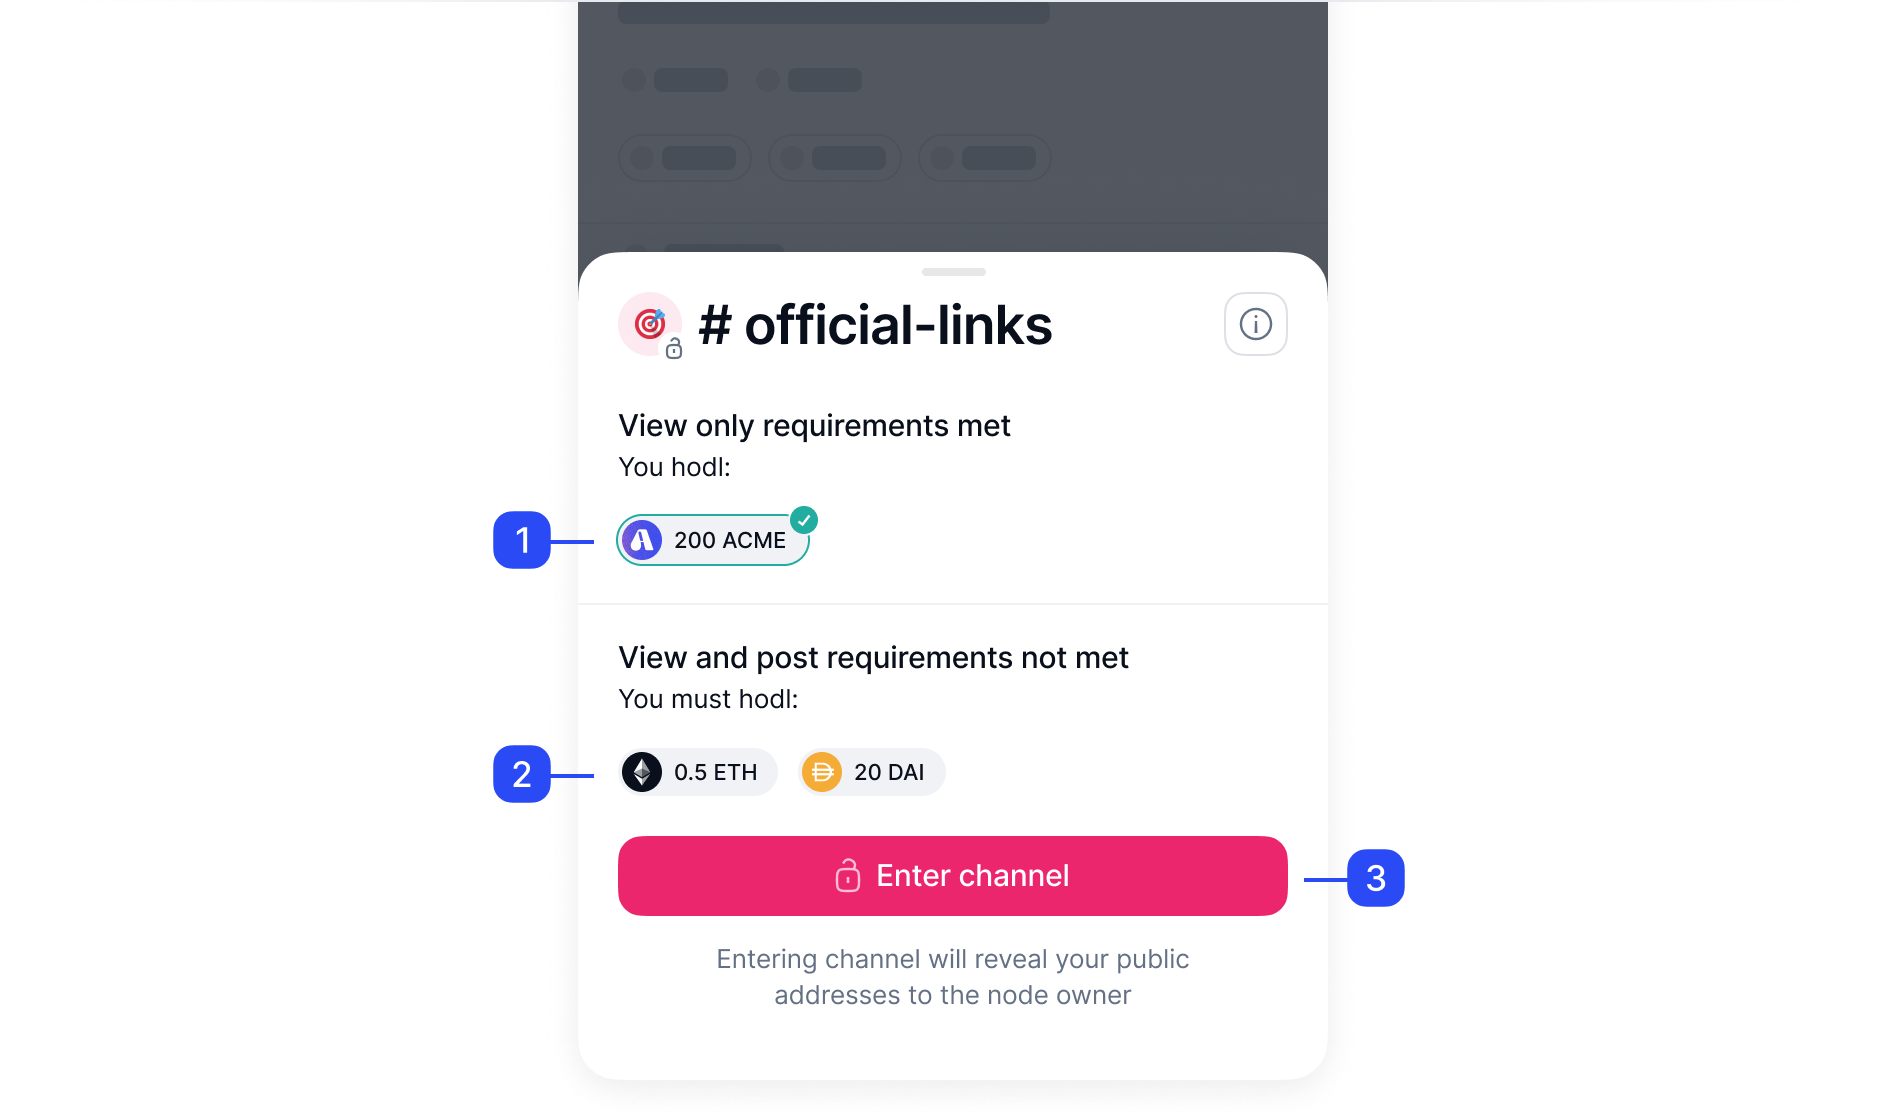 # official-links
View only requirements met
You hodl:
1
200 ACME
View and post requirements not met
You must hodl:
2
0.5 ETH
20 DAI
Enter channel
3
Entering channel will reveal your public
addresses to the node owner